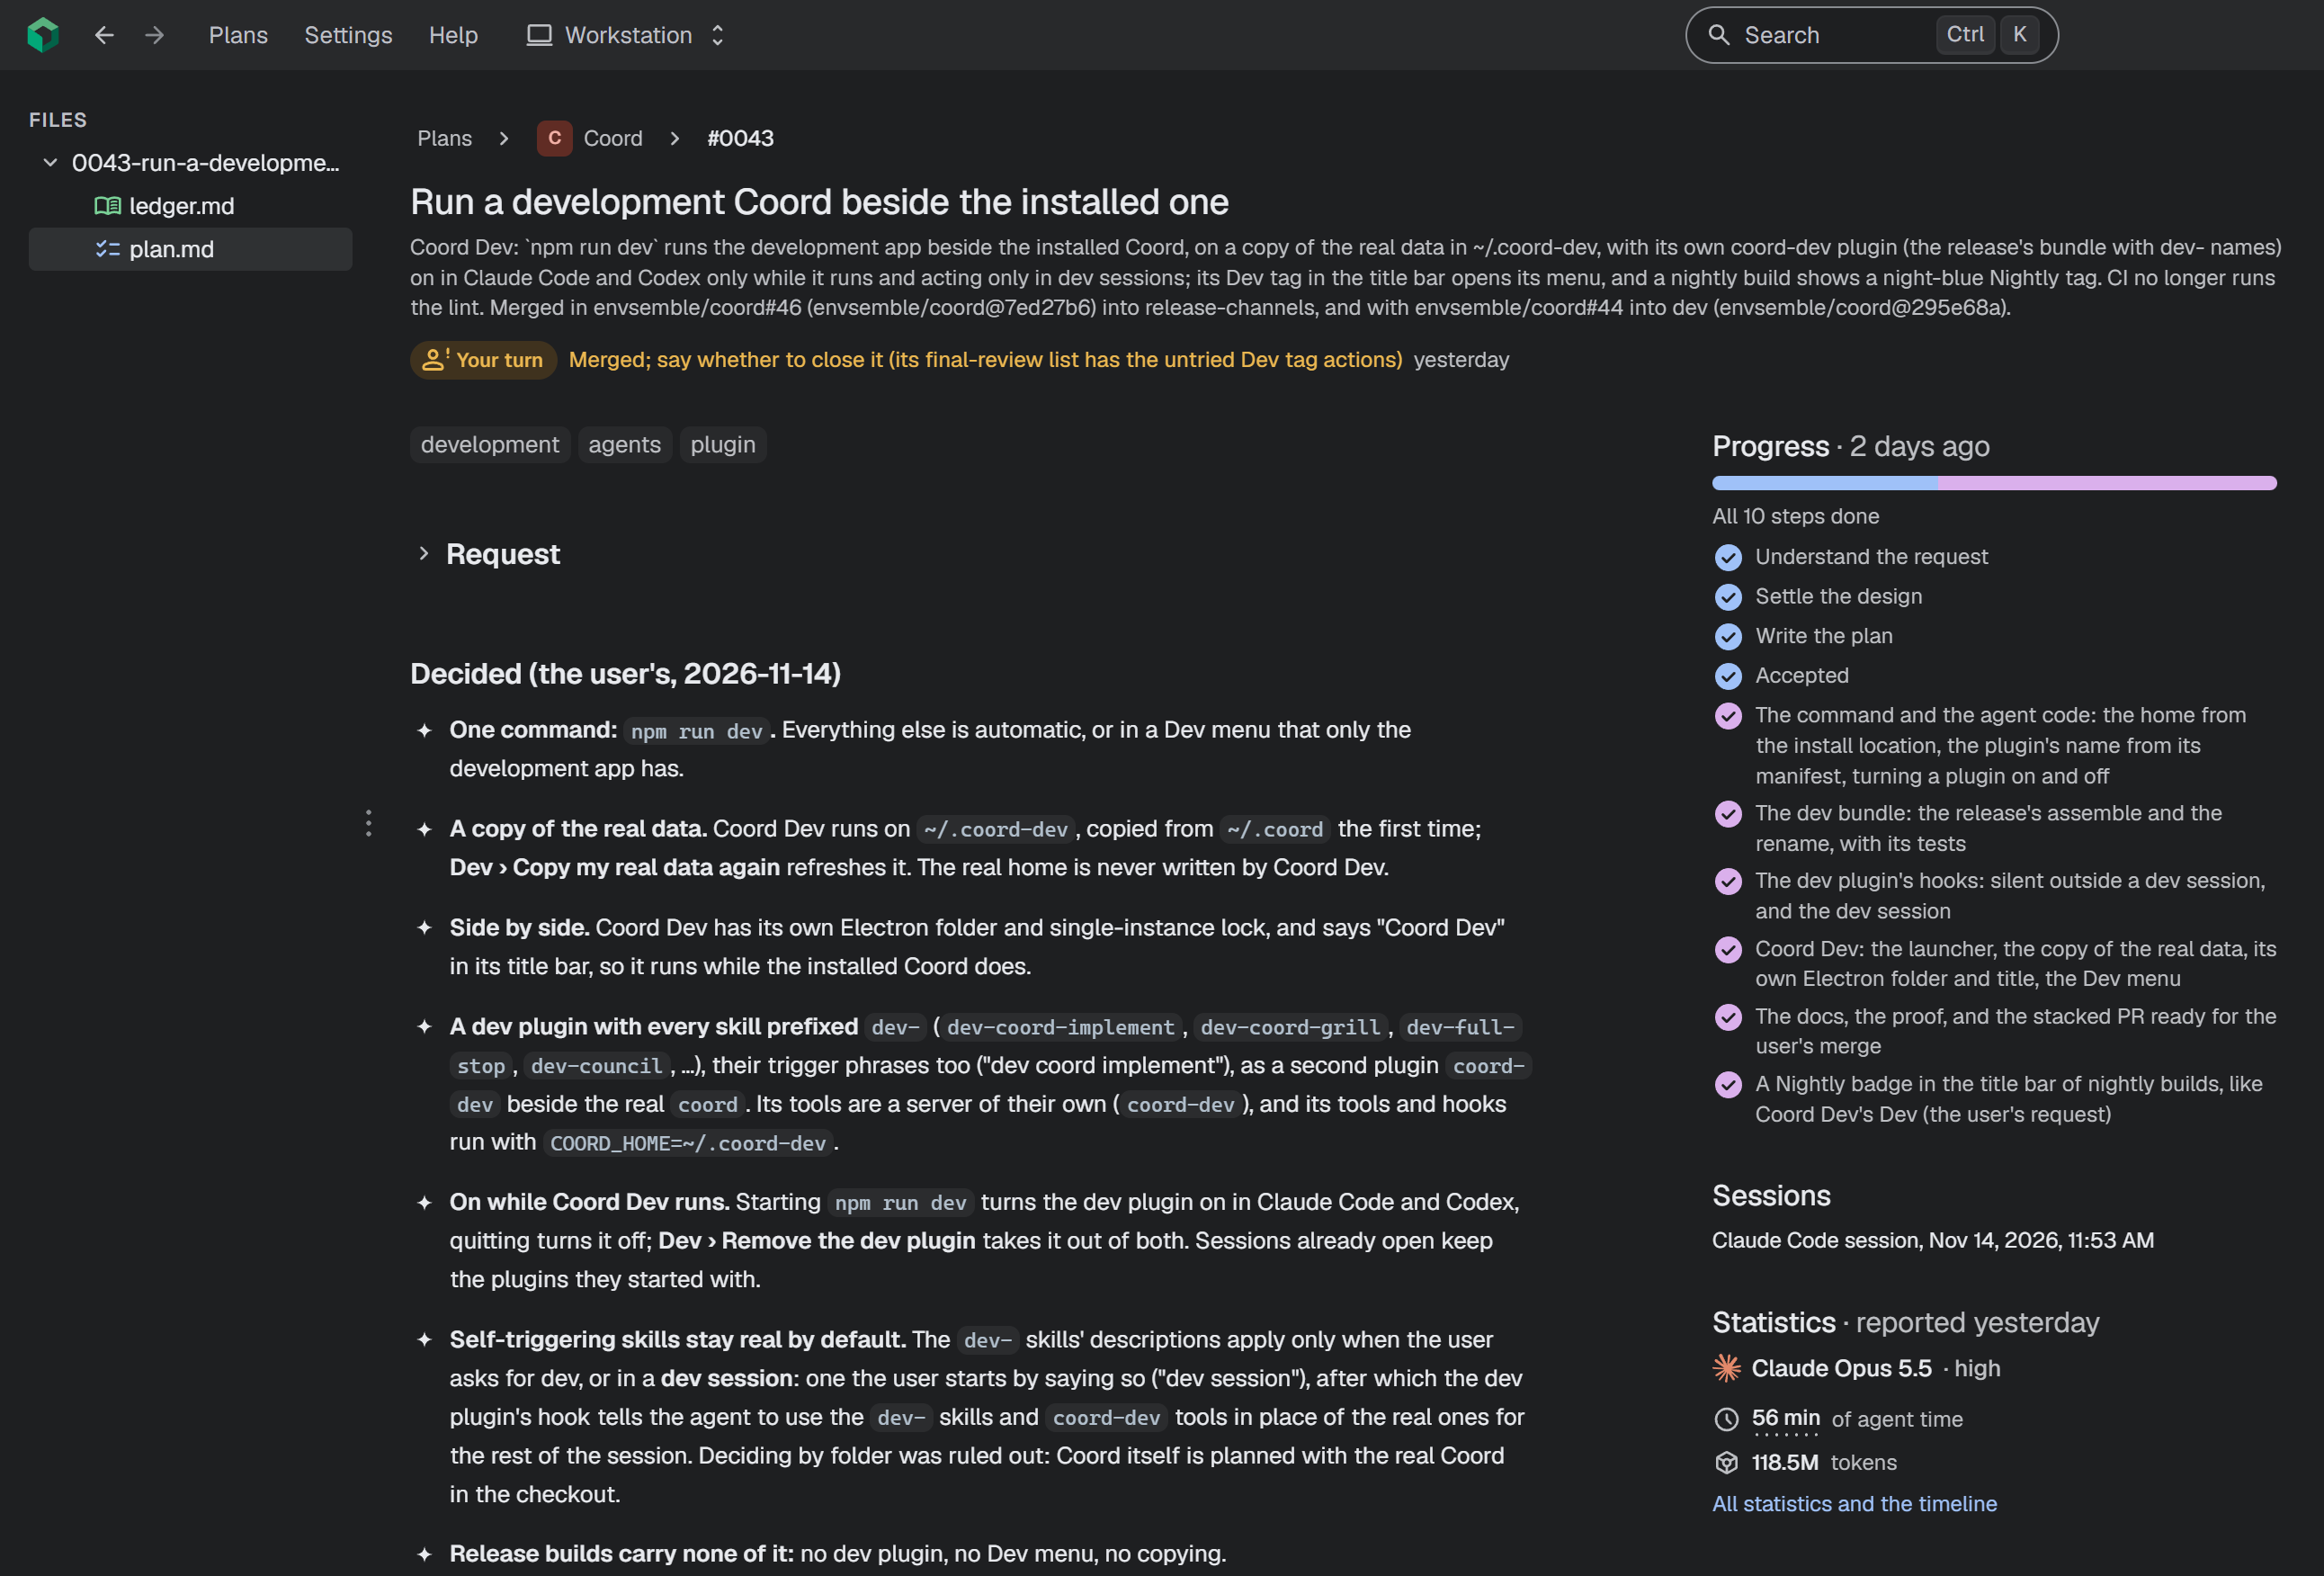 Plans
Settings
Help
Workstation
Search
Ctrl
K
FILES
0043-run-a-developme...
ledger.md
plan.md
Plans
C
Coord
#0043
Run a development Coord beside the installed one
Coord Dev: `npm run dev` runs the development app beside the installed Coord, on a copy of the real data in ~/.coord-dev, with its own coord-dev plugin (the release's bundle with dev- names)
on in Claude Code and Codex only while it runs and acting only in dev sessions; its Dev tag in the title bar opens its menu, and a nightly build shows a night-blue Nightly tag. CI no longer runs
the lint. Merged in envsemble/coord#46 (envsemble/coord@7ed27b6) into release-channels, and with envsemble/coord#44 into dev (envsemble/coord@295e68a).
Your turn
Merged; say whether to close it (its final-review list has the untried Dev tag actions) yesterday
development
agents
plugin
Request
Decided (the user's, 2026-11-14)
One command: npm run dev. Everything else is automatic, or in a Dev menu that only the
development app has.
A copy of the real data. Coord Dev runs on ~/.coord-dev, copied from ~/.coord the first time;
Dev › Copy my real data again refreshes it. The real home is never written by Coord Dev.
Side by side. Coord Dev has its own Electron folder and single-instance lock, and says "Coord Dev"
in its title bar, so it runs while the installed Coord does.
A dev plugin with every skill prefixed dev- (dev-coord-implement, dev-coord-grill, dev-full-
stop, dev-council, ...), their trigger phrases too ("dev coord implement"), as a second plugin coord-
dev beside the real coord. Its tools are a server of their own (coord-dev), and its tools and hooks
run with COORD_HOME=~/.coord-dev.
On while Coord Dev runs. Starting npm run dev turns the dev plugin on in Claude Code and Codex,
quitting turns it off; Dev › Remove the dev plugin takes it out of both. Sessions already open keep
the plugins they started with.
Self-triggering skills stay real by default. The dev- skills' descriptions apply only when the user
asks for dev, or in a dev session: one the user starts by saying so ("dev session"), after which the dev
plugin's hook tells the agent to use the dev- skills and coord-dev tools in place of the real ones for
the rest of the session. Deciding by folder was ruled out: Coord itself is planned with the real Coord
in the checkout.
Release builds carry none of it: no dev plugin, no Dev menu, no copying.
Progress · 2 days ago
All 10 steps done
Understand the request
Settle the design
Write the plan
Accepted
The command and the agent code: the home from
the install location, the plugin's name from its
manifest, turning a plugin on and off
The dev bundle: the release's assemble and the
rename, with its tests
The dev plugin's hooks: silent outside a dev session,
and the dev session
Coord Dev: the launcher, the copy of the real data, its
own Electron folder and title, the Dev menu
The docs, the proof, and the stacked PR ready for the
user's merge
A Nightly badge in the title bar of nightly builds, like
Coord Dev's Dev (the user's request)
Sessions
Claude Code session, Nov 14, 2026, 11:53 AM
Statistics · reported yesterday
Claude Opus 5.5 · high
56 min of agent time
118.5M tokens
All statistics and the timeline